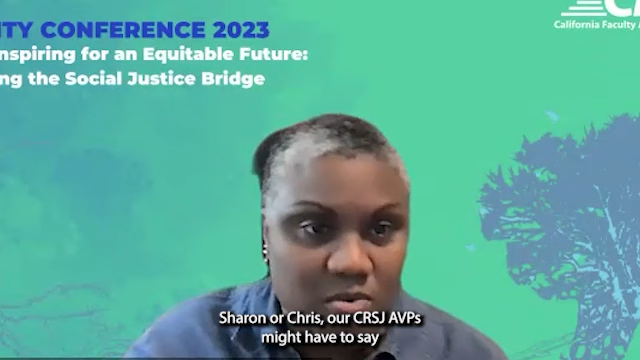 ITY CONFERENCE 2023
nspiring for an Equitable Future:
ng the Social Justice Bridge
California Faculty A
Sharon or Chris, our CRSJ AVPs
might have to say